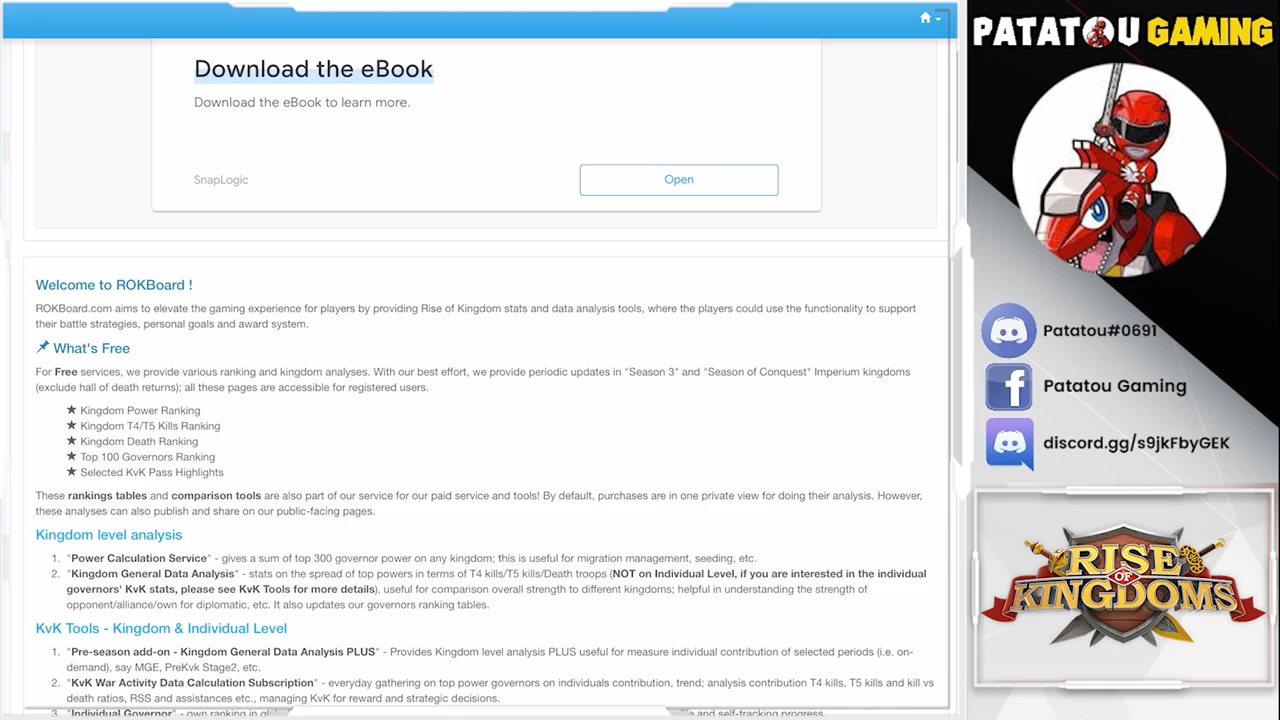 Download the eBook
Download the eBook to learn more.
SnapLogic
Open
Welcome to ROKBoard !
ROKBoard.com aims to elevate the gaming experience for players by providing Rise of Kingdom stats and data analysis tools, where the players could use the functionality to support
their battle strategies, personal goals and award system.
What's Free
For Free services, we provide various ranking and kingdom analyses. With our best effort, we provide periodic updates in "Season 3" and "Season of Conquest" Imperium kingdoms
(exclude hall of death returns); all these pages are accessible for registered users.
★ Kingdom Power Ranking
★ Kingdom T4/T5 Kills Ranking
★ Kingdom Death Ranking
★ Top 100 Governors Ranking
★ Selected KvK Pass Highlights
These rankings tables and comparison tools are also part of our service for our paid service and tools! By default, purchases are in one private view for doing their analysis. However,
these analyses can also publish and share on our public-facing pages.
Kingdom level analysis
1. "Power Calculation Service" - gives a sum of top 300 governor power on any kingdom; this is useful for migration management, seeding, etc.
2. "Kingdom General Data Analysis - stats on the spread of top powers in terms of T4 kills/T5 kills/Death troops (NOT on Individual Level, if you are interested in the individual
governors' KvK stats, please see KvK Tools for more details), useful for comparison overall strength to different kingdoms; helpful in understanding the strength of
opponent/alliance/own for diplomatic, etc. It also updates our governors ranking tables.
KvK Tools - Kingdom & Individual Level
1. "Pre-season add-on - Kingdom General Data Analysis PLUS" - Provides Kingdom level analysis PLUS useful for measure individual contribution of selected periods (i.e. on-
demand), say MGE, PreKvk Stage2, etc.
2. "KvK War Activity Data Calculation Subscription" - everyday gathering on top power governors on individuals contribution, trend; analysis contribution T4 kills, T5 kills and kill vs
death ratios, RSS and assistances etc., managing KvK for reward and strategic decisions.
3. "Individual Governor" - own ranking in and self-tracking progress
PATATOU GAMING
Patatou#0691
Patatou Gaming
discord.gg/s9jkFbyGEK
RISE
OF
KINGDOMS